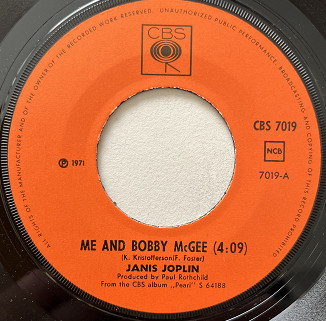 ALL RIGHTS OF THE MANUFACTURER AND OF THE OWNER OF THE RECORDED WORK RESERVED. UNAUTHORIZED PUBLIC PERFORMANCE, BROADCASTING AND COPYING OF THIS RECORD PROHIBITED
CBS
CBS 7019
NCB
℗ 1971
7019-A
ME AND BOBBY McGEE (4:09)
(K. Kristofferson/F. Foster)
JANIS JOPLIN
Produced by Paul Rothchild
From the CBS album „Pearl" S 64188